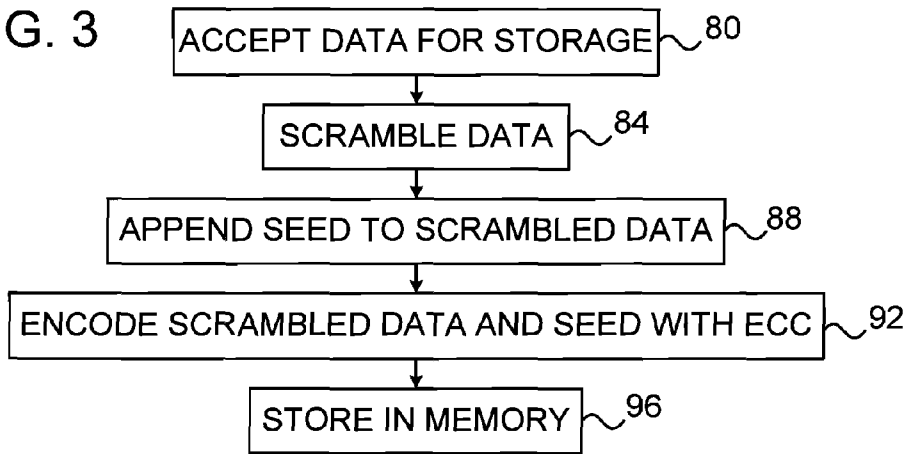 G. 3
ACCEPT DATA FOR STORAGE 80
SCRAMBLE DATA 84
APPEND SEED TO SCRAMBLED DATA 88
ENCODE SCRAMBLED DATA AND SEED WITH ECC 92
STORE IN MEMORY 96